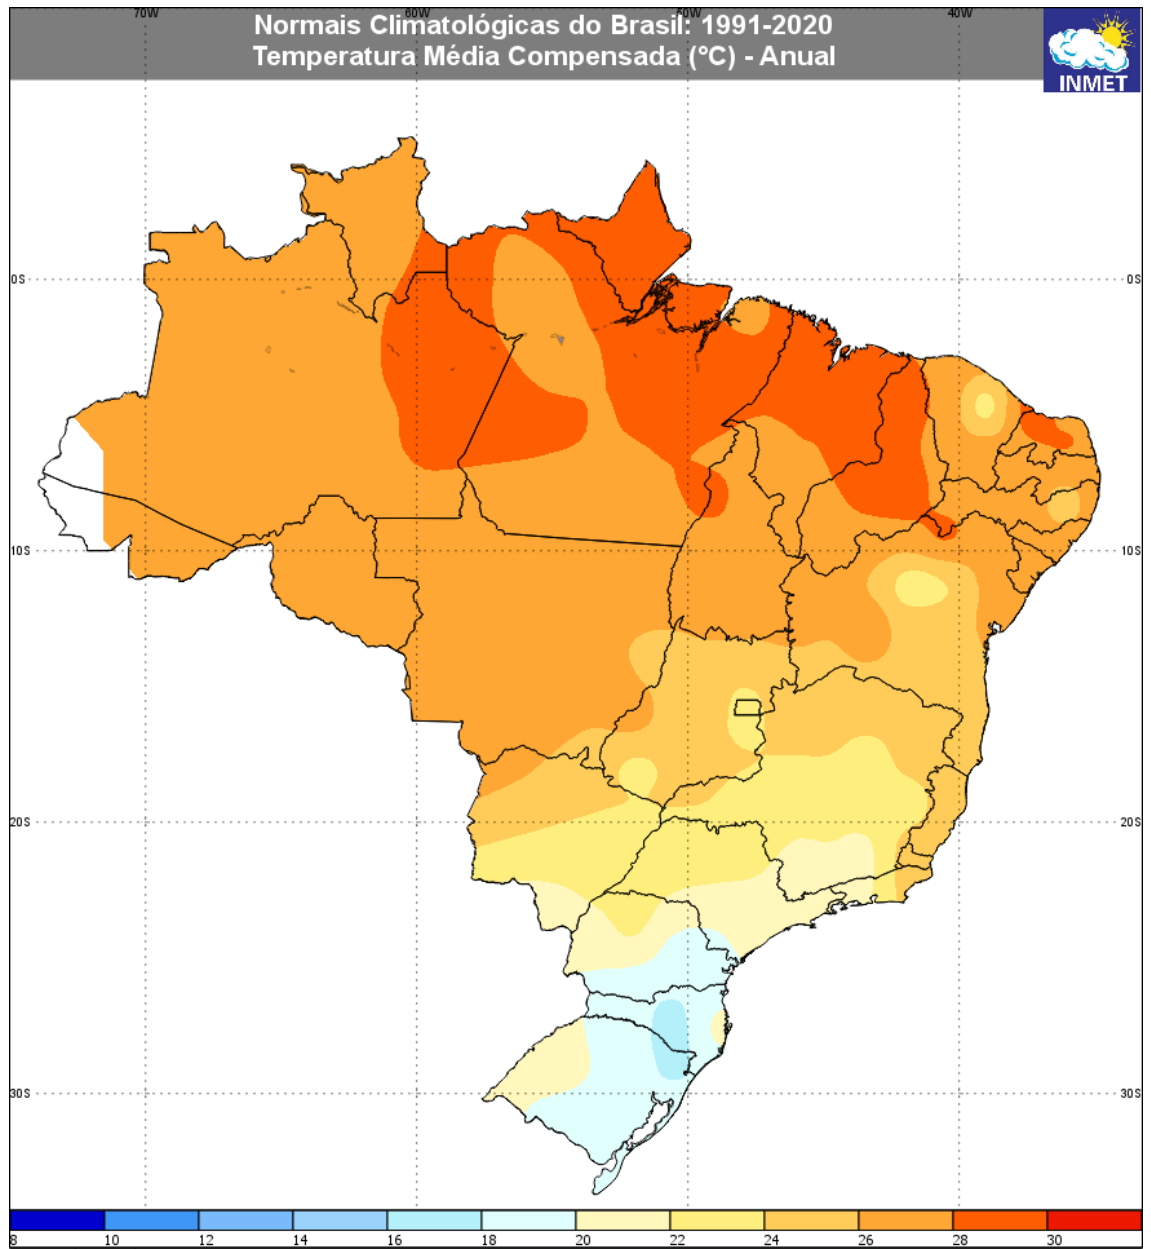 70W 60W 50W 40W
Normais Climatológicas do Brasil: 1991-2020
Temperatura Média Compensada (°C) - Anual
INMET
0S 0S
10S 10S
20S 20S
30S 30S
8 10 12 14 16 18 20 22 24 26 28 30